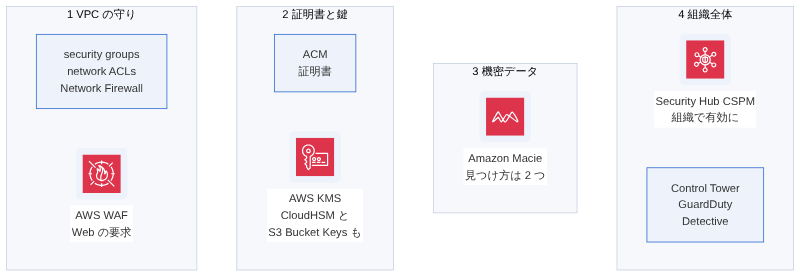 1 VPC の守り
security groups
network ACLs
Network Firewall
AWS WAF
Web の要求
2 証明書と鍵
ACM
証明書
AWS KMS
CloudHSM と
S3 Bucket Keys も
3 機密データ
Amazon Macie
見つけ方は 2 つ
4 組織全体
Security Hub CSPM
組織で有効に
Control Tower
GuardDuty
Detective